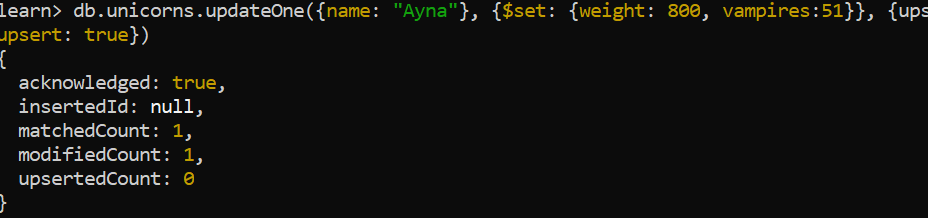 learn> db.unicorns.updateOne({name: "Ayna"}, {$set: {weight: 800, vampires:51}}, {ups
upsert: true})
{
  acknowledged: true,
  insertedId: null,
  matchedCount: 1,
  modifiedCount: 1,
  upsertedCount: 0
}